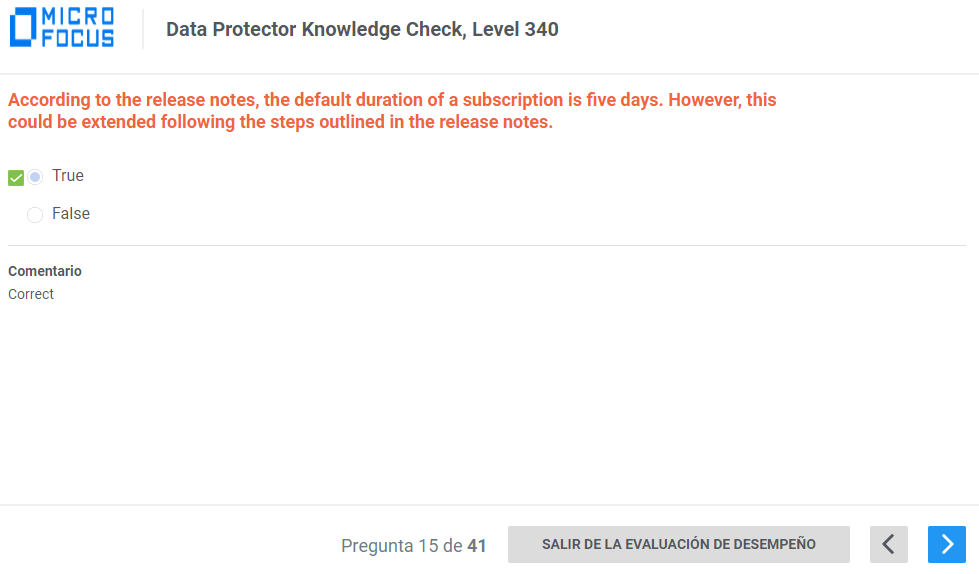 MICRO
FOCUS
Data Protector Knowledge Check, Level 340
According to the release notes, the default duration of a subscription is five days. However, this
could be extended following the steps outlined in the release notes.
True
False
Comentario
Correct
Pregunta 15 de 41
SALIR DE LA EVALUACIÓN DE DESEMPEÑO